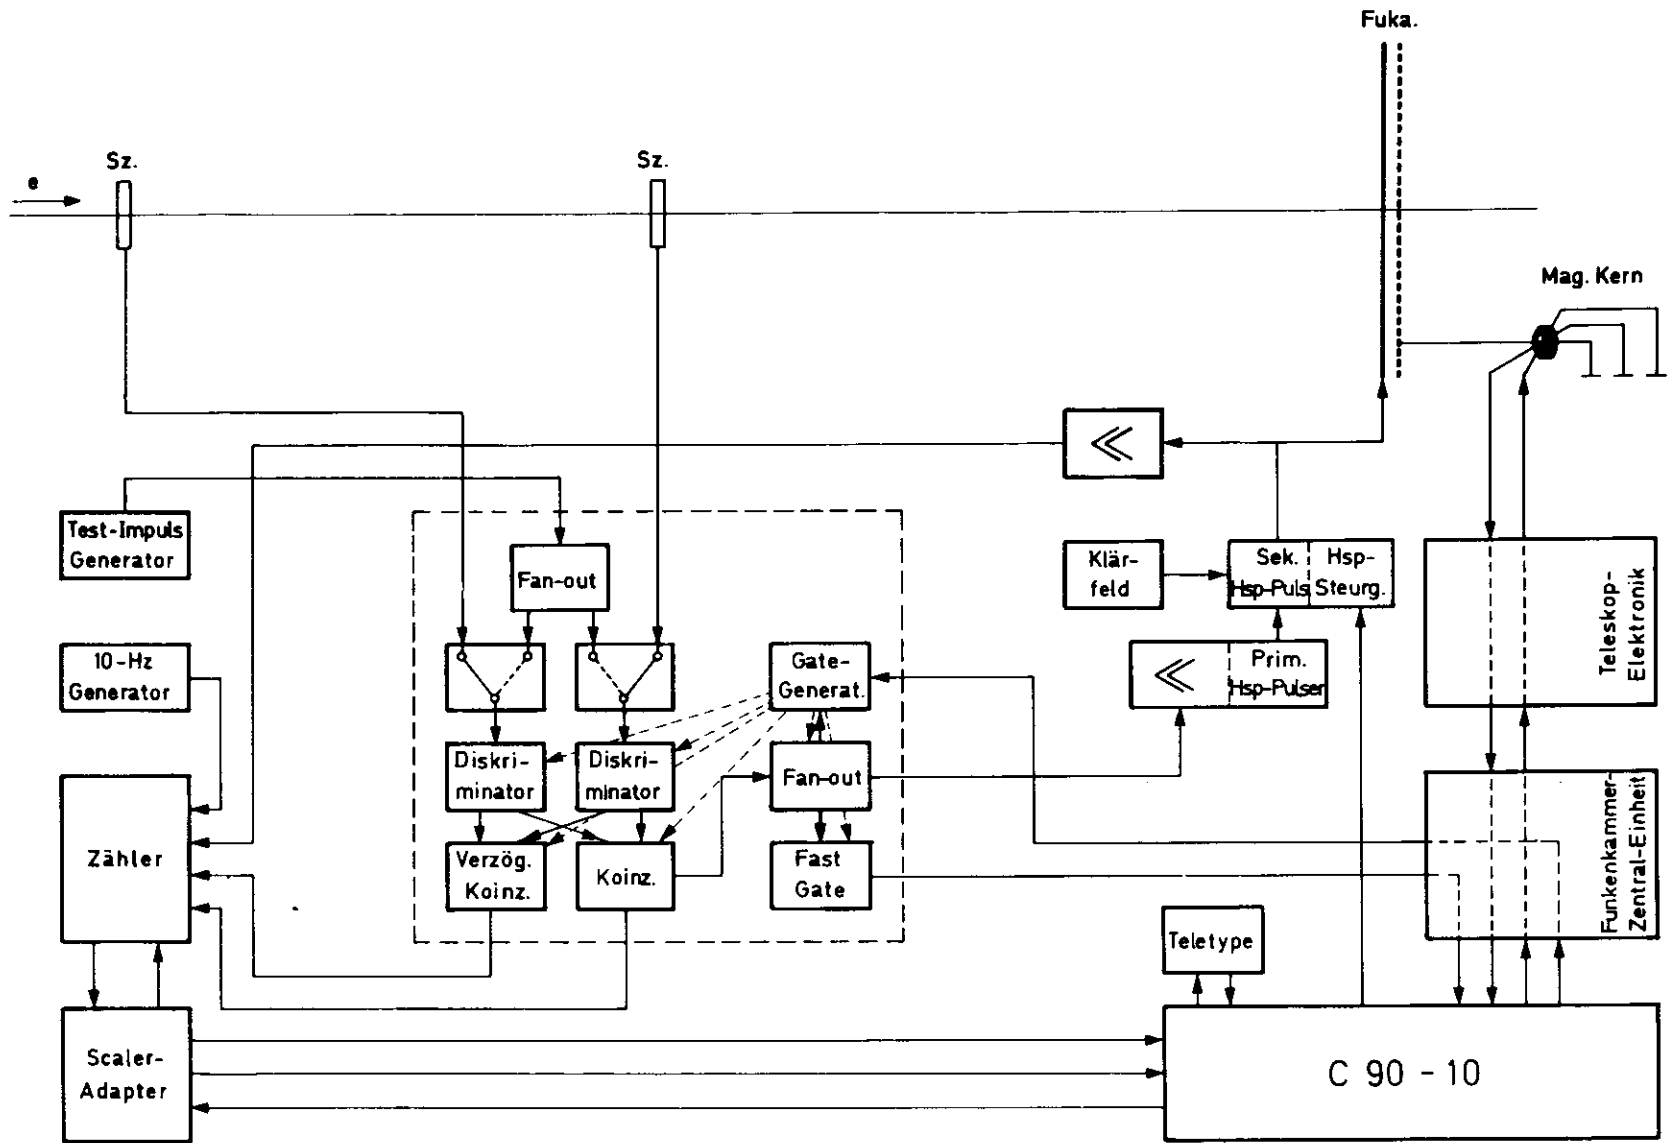 Fuka.
Sz.
Sz.
e
Mag. Kern
Test-Impuls
Generator
Fan-out
Klär-
feld
Sek.
Hsp-Puls
Hsp-
Steurg.
Teleskop-
Elektronik
10-Hz
Generator
Gate-
Generat.
Prim.
Hsp-Pulser
Diskri-
minator
Diskri-
minator
Fan-out
Funkenkammer-
Zentral-Einheit
Zähler
Verzög.
Koinz.
Koinz.
Fast
Gate
Teletype
Scaler-
Adapter
C 90 - 10